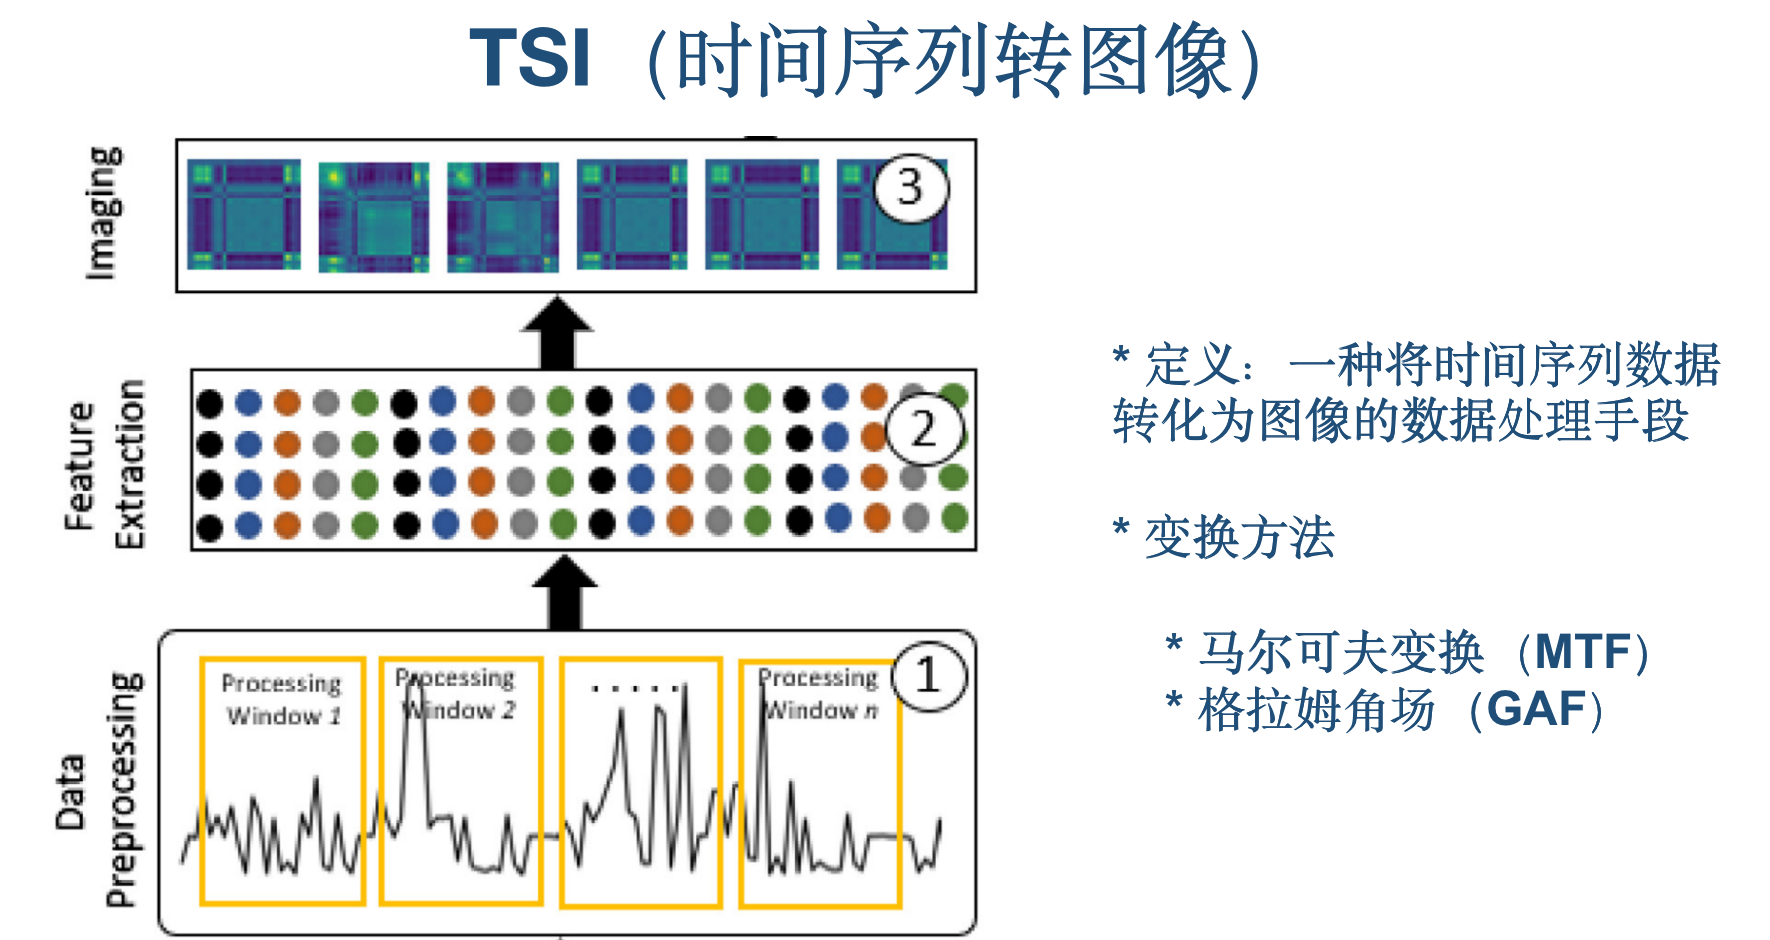 TSI（时间序列转图像）
Imaging
3
Feature
Extraction
2
Data
Preprocessing
1
Processing
Window 1
Processing
Window 2
. . . . .
Processing
Window n
* 定义： 一种将时间序列数据
转化为图像的数据处理手段
* 变换方法
* 马尔可夫变换（MTF）
* 格拉姆角场（GAF）